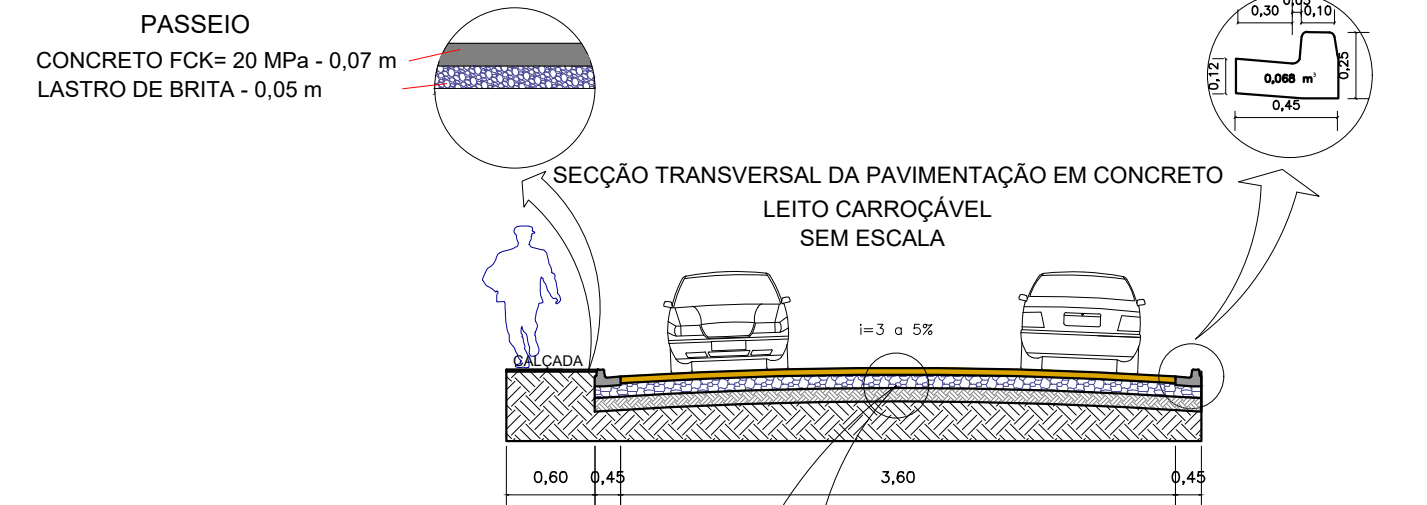 PASSEIO
CONCRETO FCK= 20 MPa - 0,07 m
LASTRO DE BRITA - 0,05 m
0,05
0,30
0,10
0,12
0,068 m³
0,25
0,45
SECÇÃO TRANSVERSAL DA PAVIMENTAÇÃO EM CONCRETO
LEITO CARROÇÁVEL
SEM ESCALA
i=3 a 5%
CALÇADA
0,60 0,45 3,60 0,45